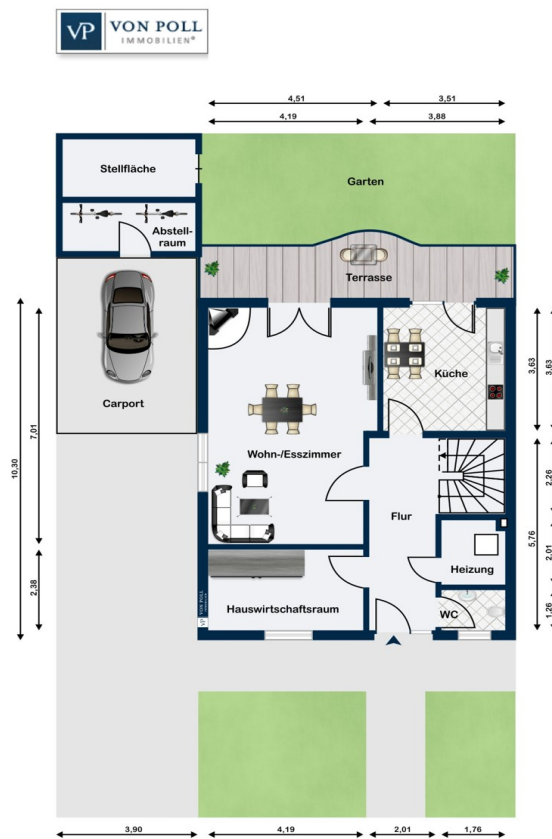 VP VON POLL
IMMOBILIEN®
4,51 3,51
4,19 3,88
Stellfläche
Garten
Abstell-
raum
Terrasse
Carport
Küche
Wohn-/Esszimmer
Flur
Heizung
Hauswirtschaftsraum
WC
VP VON POLL
10,30
7,01
2,38
3,63
3,63
5,76
2,26
2,01
1,26
3,90 4,19 2,01 1,76